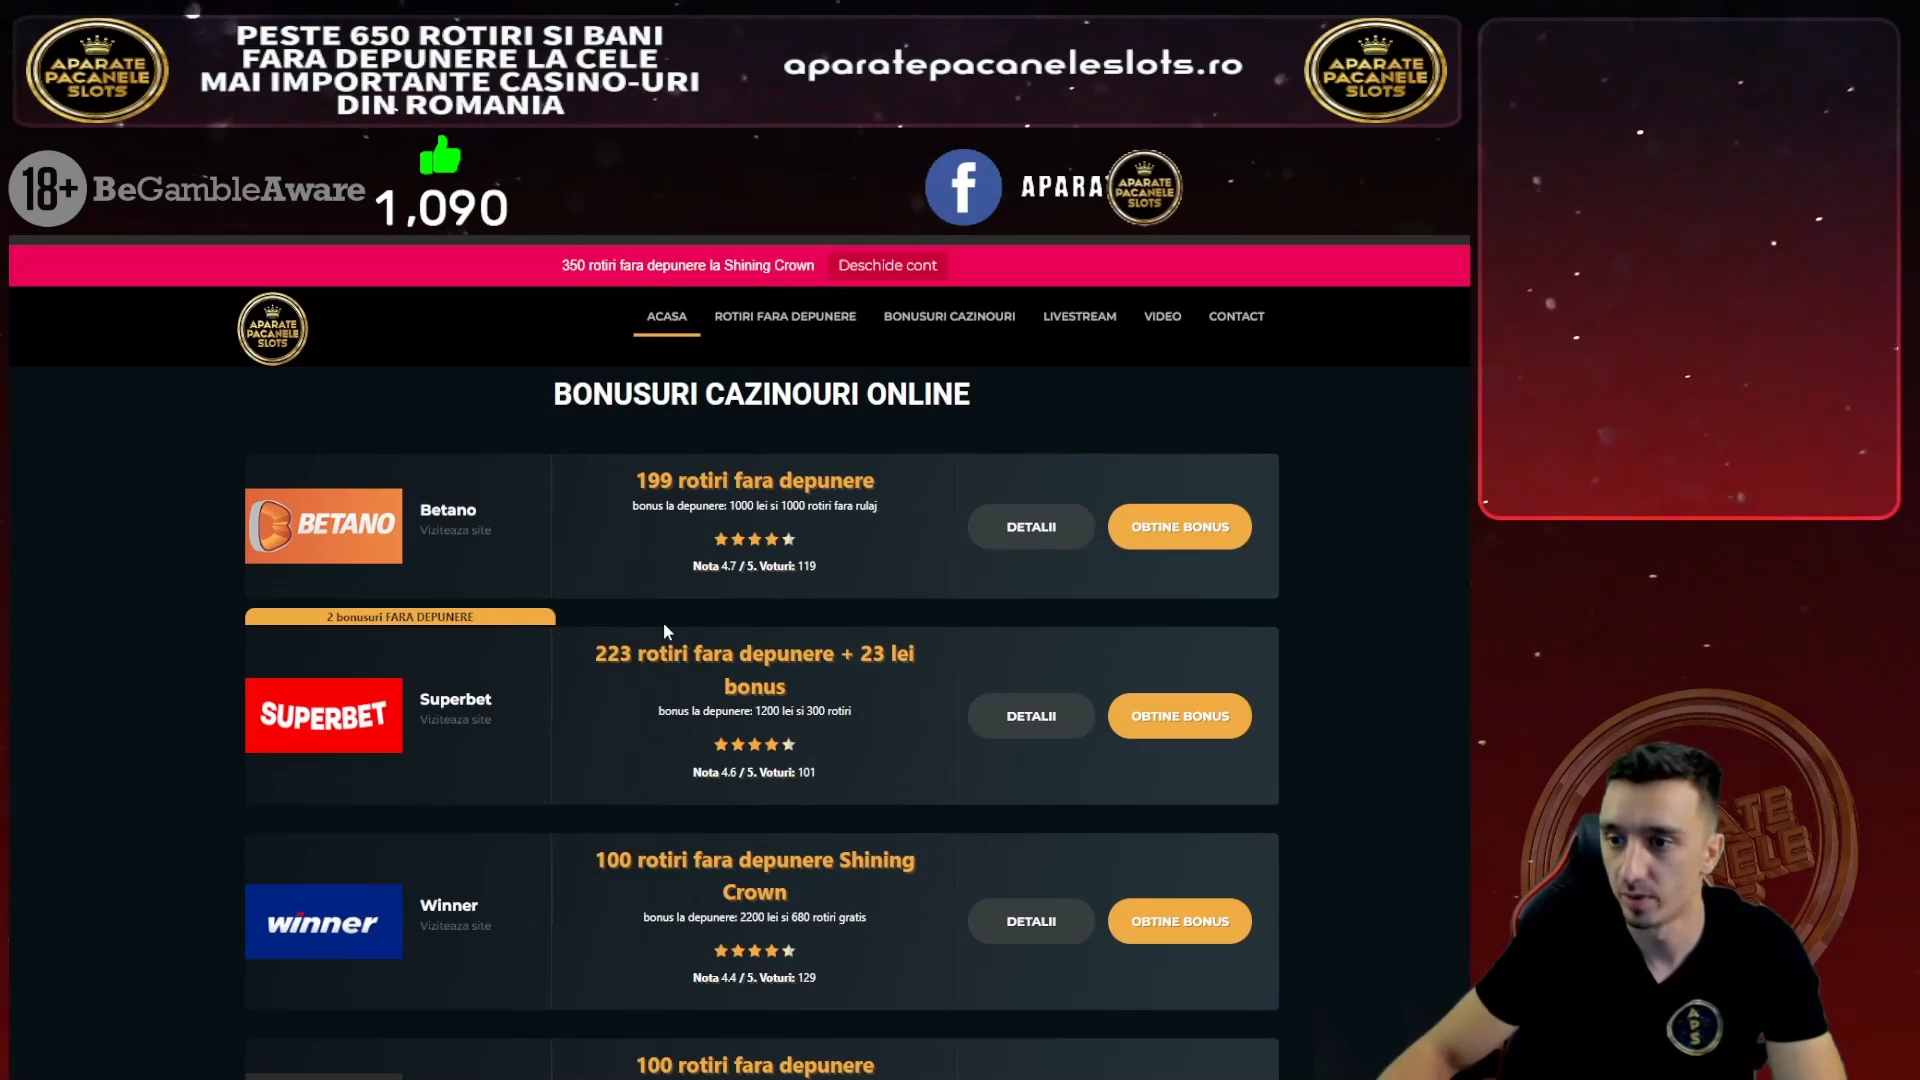 APARATE
PACANELE
SLOTS
PESTE 650 ROTIRI SI BANI
FARA DEPUNERE LA CELE
MAI IMPORTANTE CASINO-URI
DIN ROMANIA
aparatepacaneleslots.ro
APARATE
PACANELE
SLOTS
18+ BeGambleAware
1,090
f
APARA
APARATE
PACANELE
SLOTS
350 rotiri fara depunere la Shining Crown
Deschide cont
APARATE
PACANELE
SLOTS
ACASA
ROTIRI FARA DEPUNERE
BONUSURI CAZINOURI
LIVESTREAM
VIDEO
CONTACT
BONUSURI CAZINOURI ONLINE
BETANO
Betano
Viziteaza site
199 rotiri fara depunere
bonus la depunere: 1000 lei si 1000 rotiri fara rulaj
Nota 4.7 / 5. Voturi: 119
DETALII
OBTINE BONUS
2 bonusuri FARA DEPUNERE
SUPERBET
Superbet
Viziteaza site
223 rotiri fara depunere + 23 lei
bonus
bonus la depunere: 1200 lei si 300 rotiri
Nota 4.6 / 5. Voturi: 101
DETALII
OBTINE BONUS
winner
Winner
Viziteaza site
100 rotiri fara depunere Shining
Crown
bonus la depunere: 2200 lei si 680 rotiri gratis
Nota 4.4 / 5. Voturi: 129
DETALII
OBTINE BONUS
100 rotiri fara depunere
APS